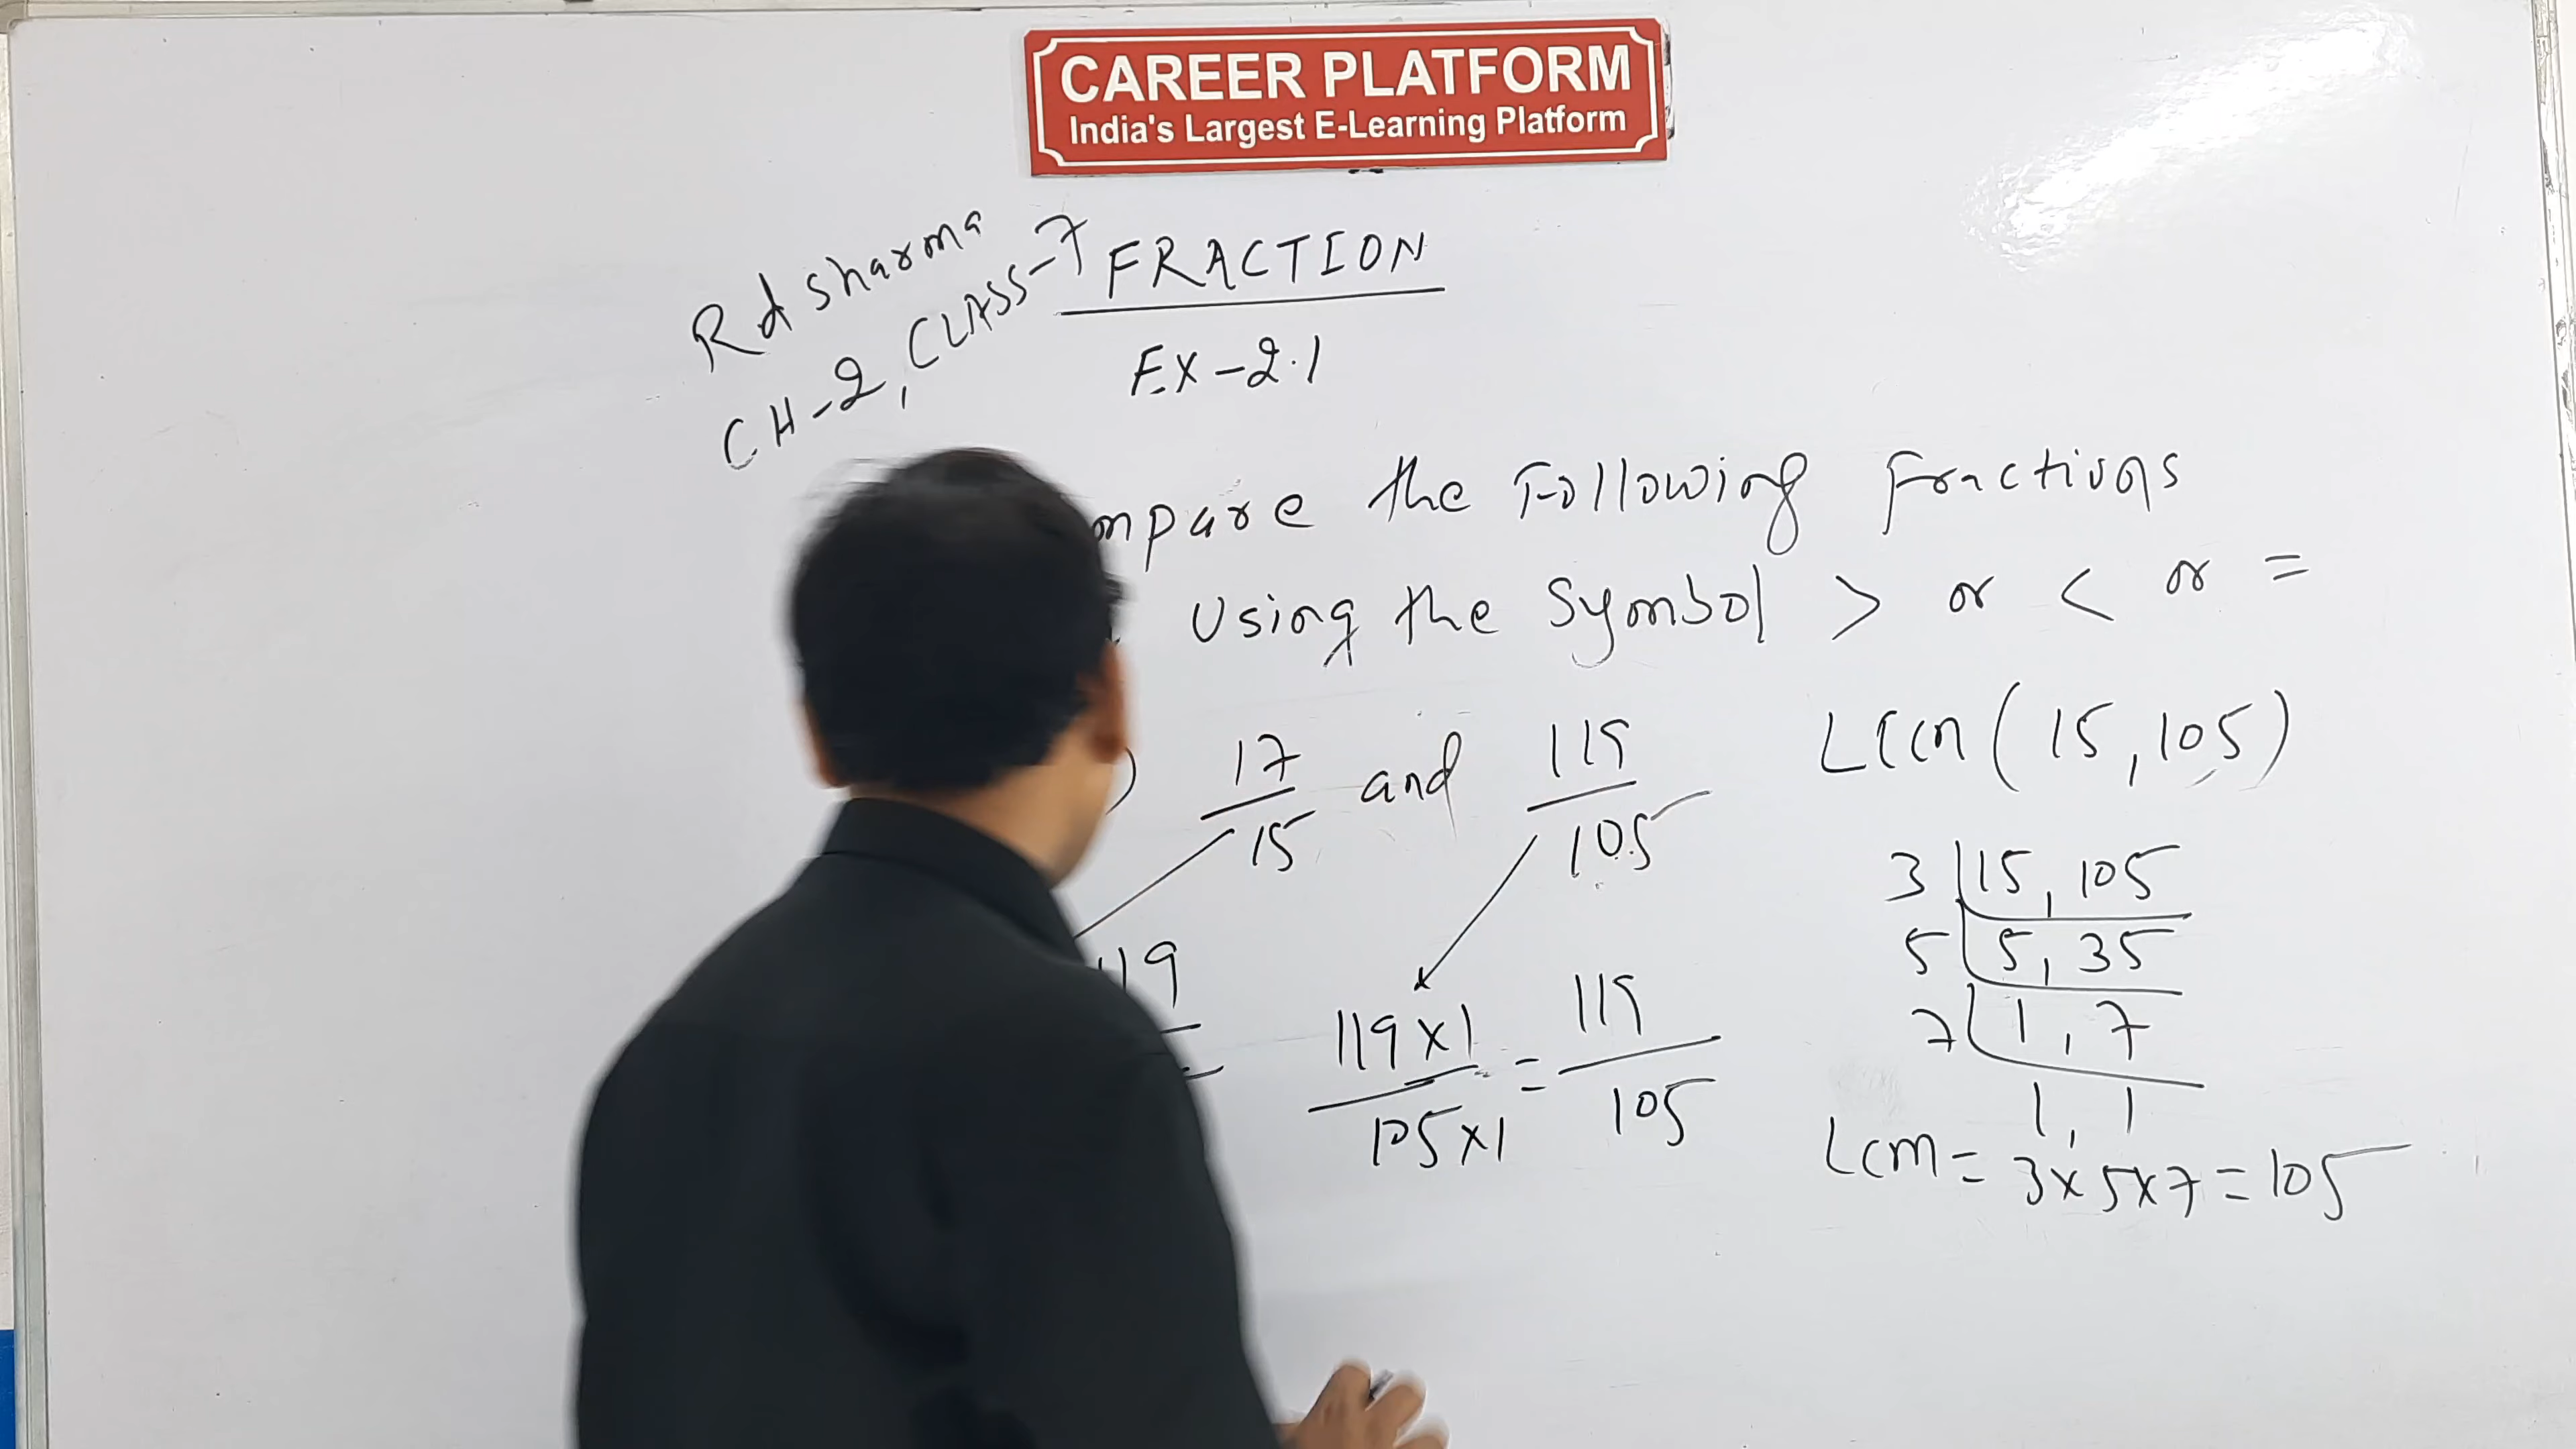 CAREER PLATFORM
India's Largest E-Learning Platform
Rd sharma
CH-2, CLASS-7
FRACTION
EX-2.1
mpare the Following Fractions
Using the Symbol > or < or =
) 17/15 and 119/105
LCM (15, 105)
3 | 15, 105
5 | 5, 35
7 | 1, 7
1, 1
LCM = 3x5x7 = 105
119
119x1/105x1 = 119/105